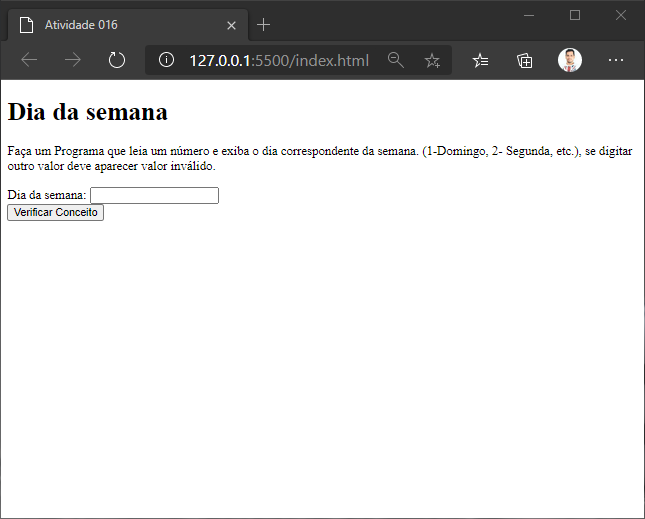 Atividade 016
127.0.0.1:5500/index.html
Dia da semana
Faça um Programa que leia um número e exiba o dia correspondente da semana. (1-Domingo, 2- Segunda, etc.), se digitar
outro valor deve aparecer valor inválido.
Dia da semana:
Verificar Conceito